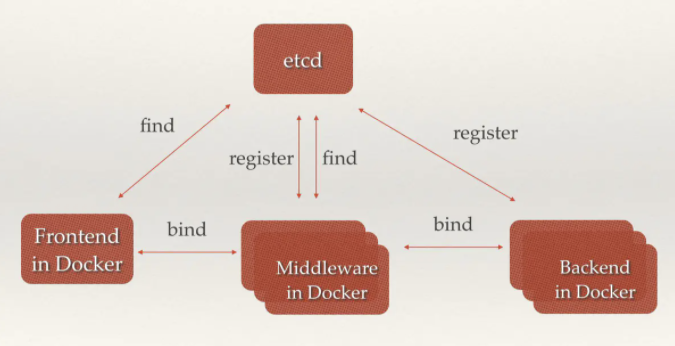 etcd
find
register
register
find
bind
bind
Frontend
in Docker
Middleware
in Docker
Backend
in Docker